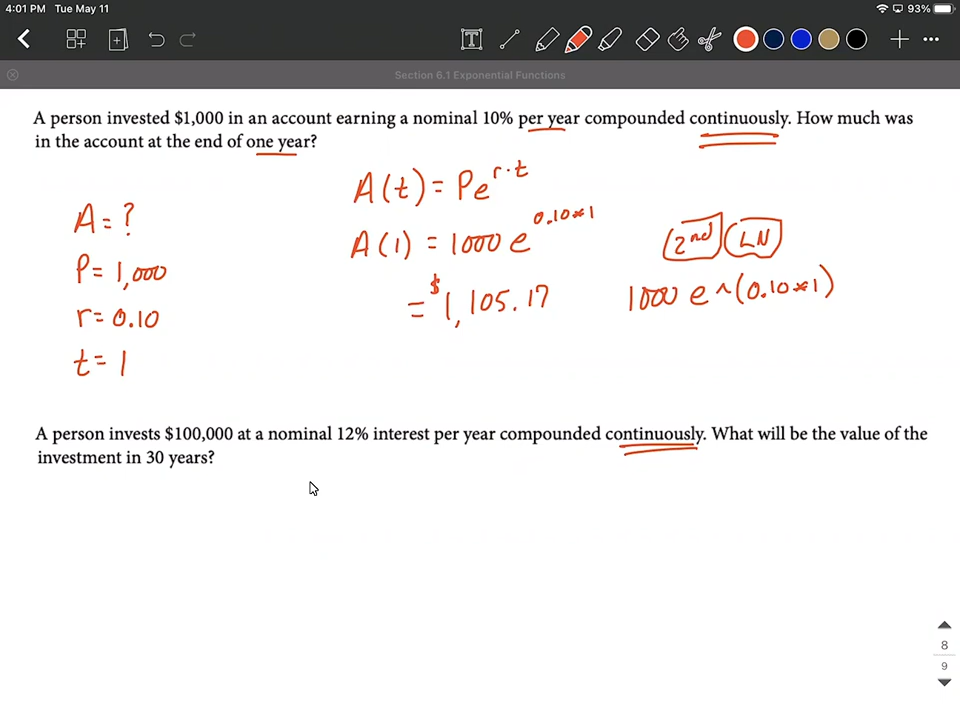 4:01 PM Tue May 11 93%
Section 6.1 Exponential Functions
A person invested $1,000 in an account earning a nominal 10% per year compounded continuously. How much was
in the account at the end of one year?
A(t) = Pe^r·t
A = ?
A(1) = 1000 e^0.10*1
2nd LN
P = 1,000
= $1,105.17
1000 e^(0.10*1)
r = 0.10
t = 1
A person invests $100,000 at a nominal 12% interest per year compounded continuously. What will be the value of the
investment in 30 years?
8
9